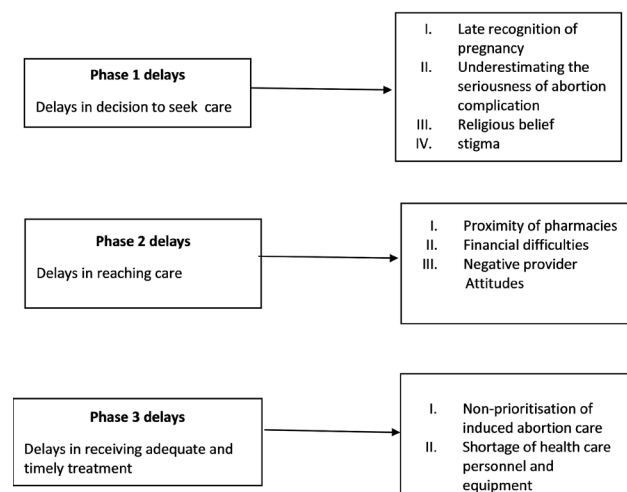 Phase 1 delays
Delays in decision to seek care
I. Late recognition of
pregnancy
II. Underestimating the
seriousness of abortion
complication
III. Religious belief
IV. stigma
Phase 2 delays
Delays in reaching care
I. Proximity of pharmacies
II. Financial difficulties
III. Negative provider
Attitudes
Phase 3 delays
Delays in receiving adequate and
timely treatment
I. Non-prioritisation of
induced abortion care
II. Shortage of health care
personnel and
equipment